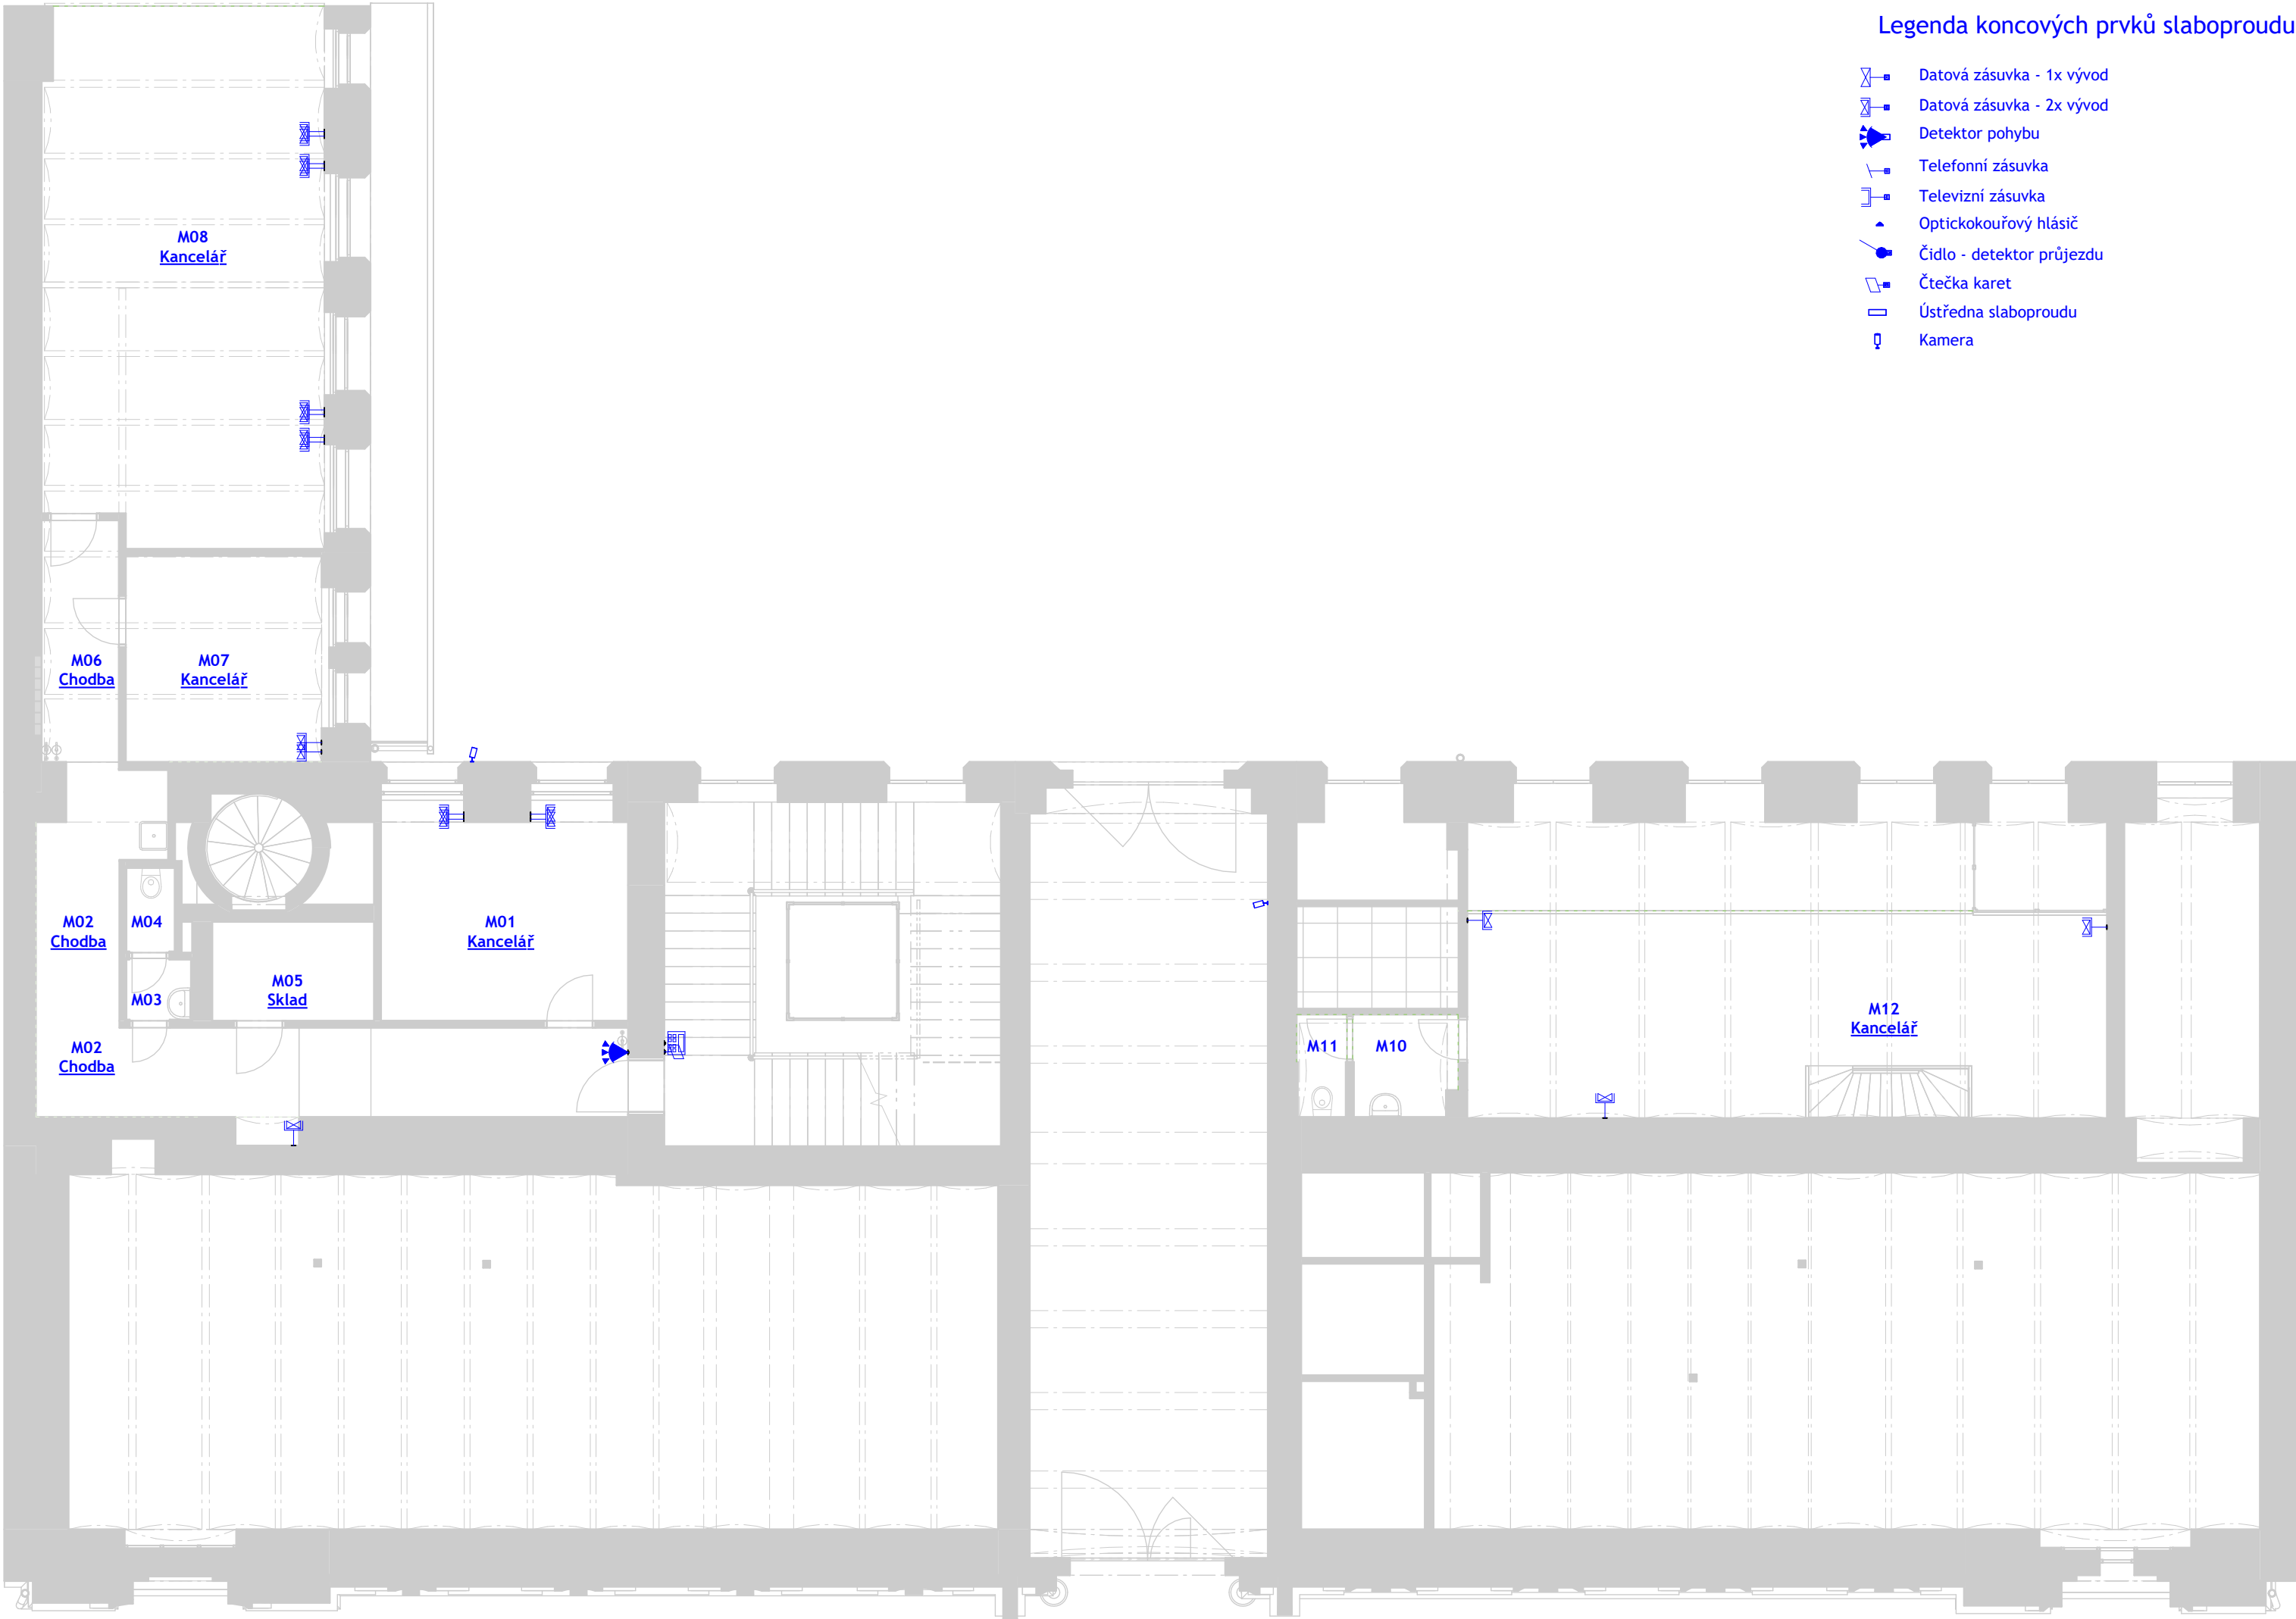 Legenda koncových prvků slaboproudu
Datová zásuvka - 1x vývod
Datová zásuvka - 2x vývod
Detektor pohybu
Telefonní zásuvka
Televizní zásuvka
Optickokouřový hlásič
Čidlo - detektor průjezdu
Čtečka karet
Ústředna slaboproudu
Kamera
M08
Kancelář
M06
Chodba
M07
Kancelář
M02
Chodba
M04
M01
Kancelář
M05
Sklad
M03
M02
Chodba
M11
M10
M12
Kancelář